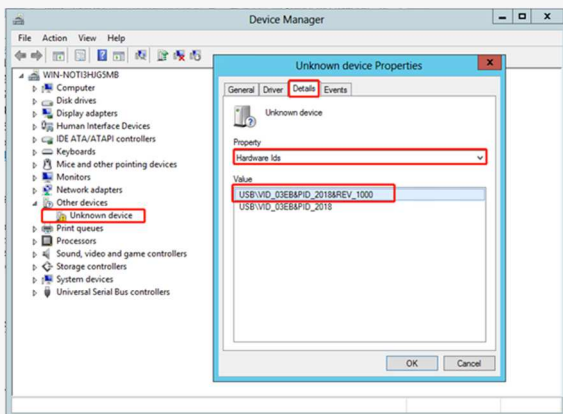 Device Manager
File Action View Help
WIN-NOTI3HJG5MB
Computer
Disk drives
Display adapters
Human Interface Devices
IDE ATA/ATAPI controllers
Keyboards
Mice and other pointing devices
Monitors
Network adapters
Other devices
Unknown device
Print queues
Processors
Sound, video and game controllers
Storage controllers
System devices
Universal Serial Bus controllers
Unknown device Properties
General Driver Details Events
Unknown device
Property
Hardware Ids
Value
USB\VID_03EB&PID_2018&REV_1000
USB\VID_03EB&PID_2018
OK Cancel